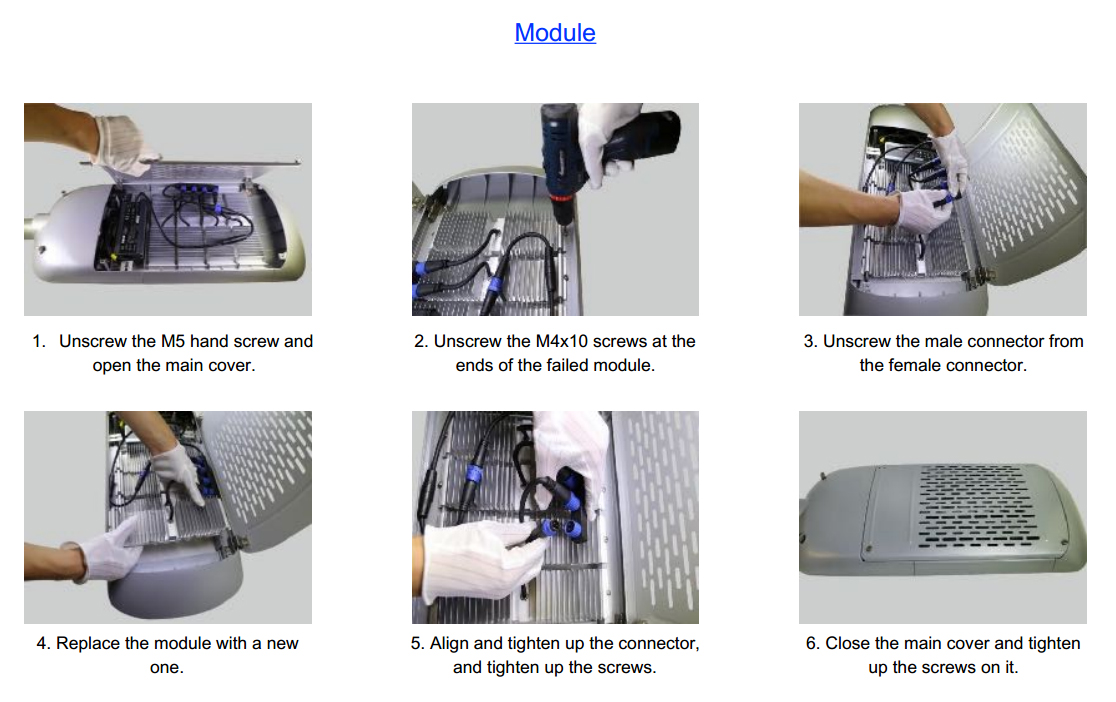 Module
1. Unscrew the M5 hand screw and
open the main cover.
2. Unscrew the M4x10 screws at the
ends of the failed module.
3. Unscrew the male connector from
the female connector.
4. Replace the module with a new
one.
5. Align and tighten up the connector,
and tighten up the screws.
6. Close the main cover and tighten
up the screws on it.